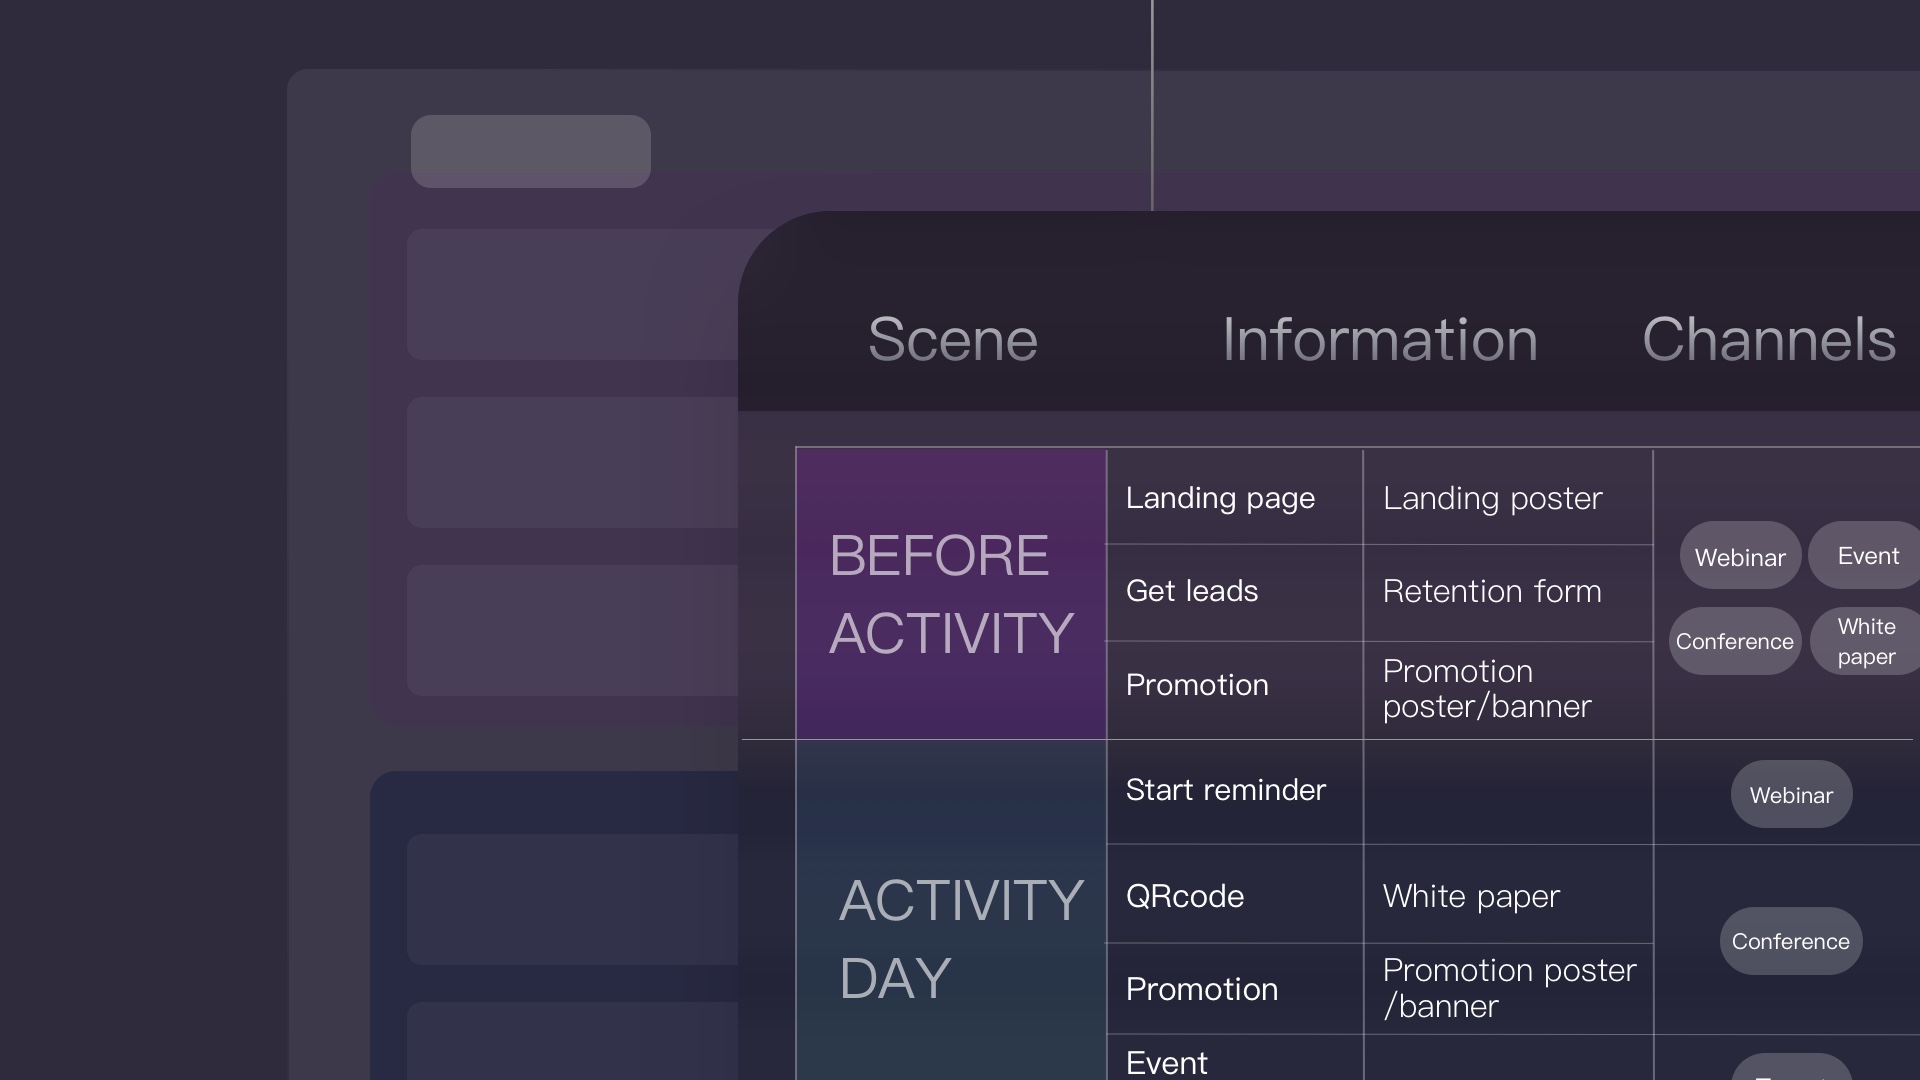 Scene Information Channels
BEFORE
ACTIVITY
Landing page
Landing poster
Get leads
Retention form
Promotion
Promotion
poster/banner
Webinar
Event
Conference
White
paper
ACTIVITY
DAY
Start reminder
Webinar
QRcode
White paper
Promotion
Promotion poster
/banner
Conference
Event